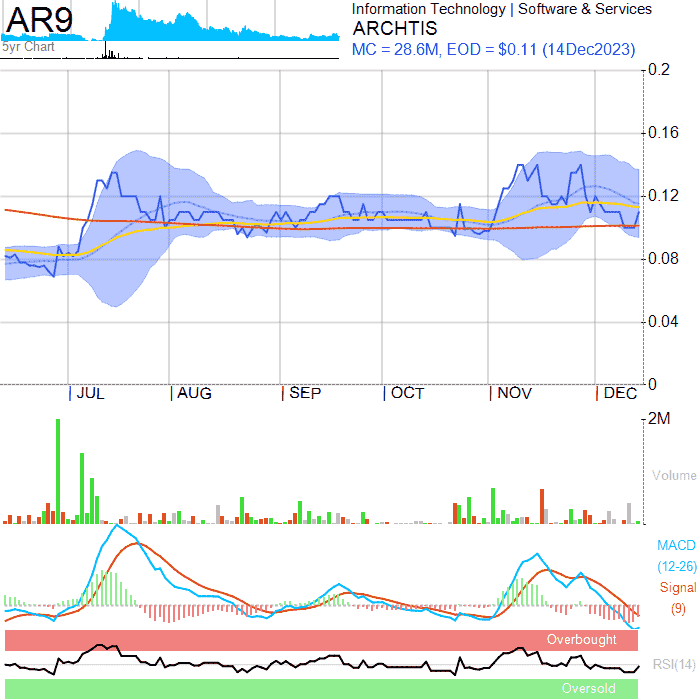 AR9
5yr Chart
Information Technology | Software & Services
ARCHTIS
MC = 28.6M, EOD = $0.11 (14Dec2023)
0.2
0.16
0.12
0.08
0.04
0
JUL AUG SEP OCT NOV DEC
2M
Volume
MACD
(12-26)
Signal
(9)
Overbought
RSI(14)
Oversold